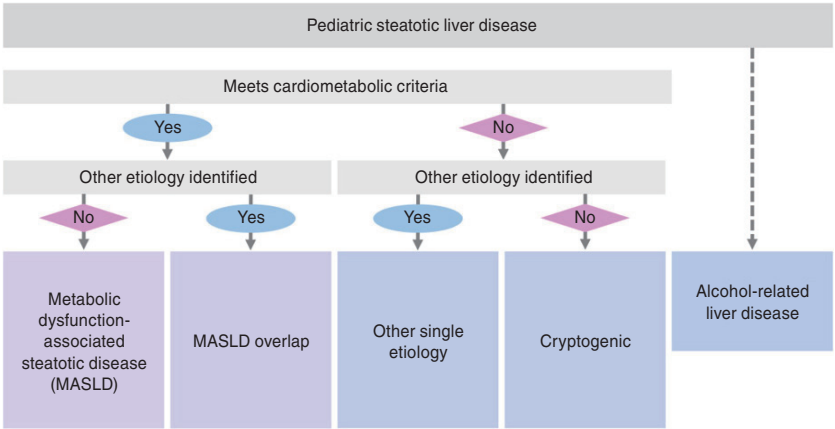 Pediatric steatotic liver disease
Meets cardiometabolic criteria
Yes
No
Other etiology identified
Other etiology identified
No
Yes
Yes
No
Metabolic
dysfunction-
associated
steatotic disease
(MASLD)
MASLD overlap
Other single
etiology
Cryptogenic
Alcohol-related
liver disease